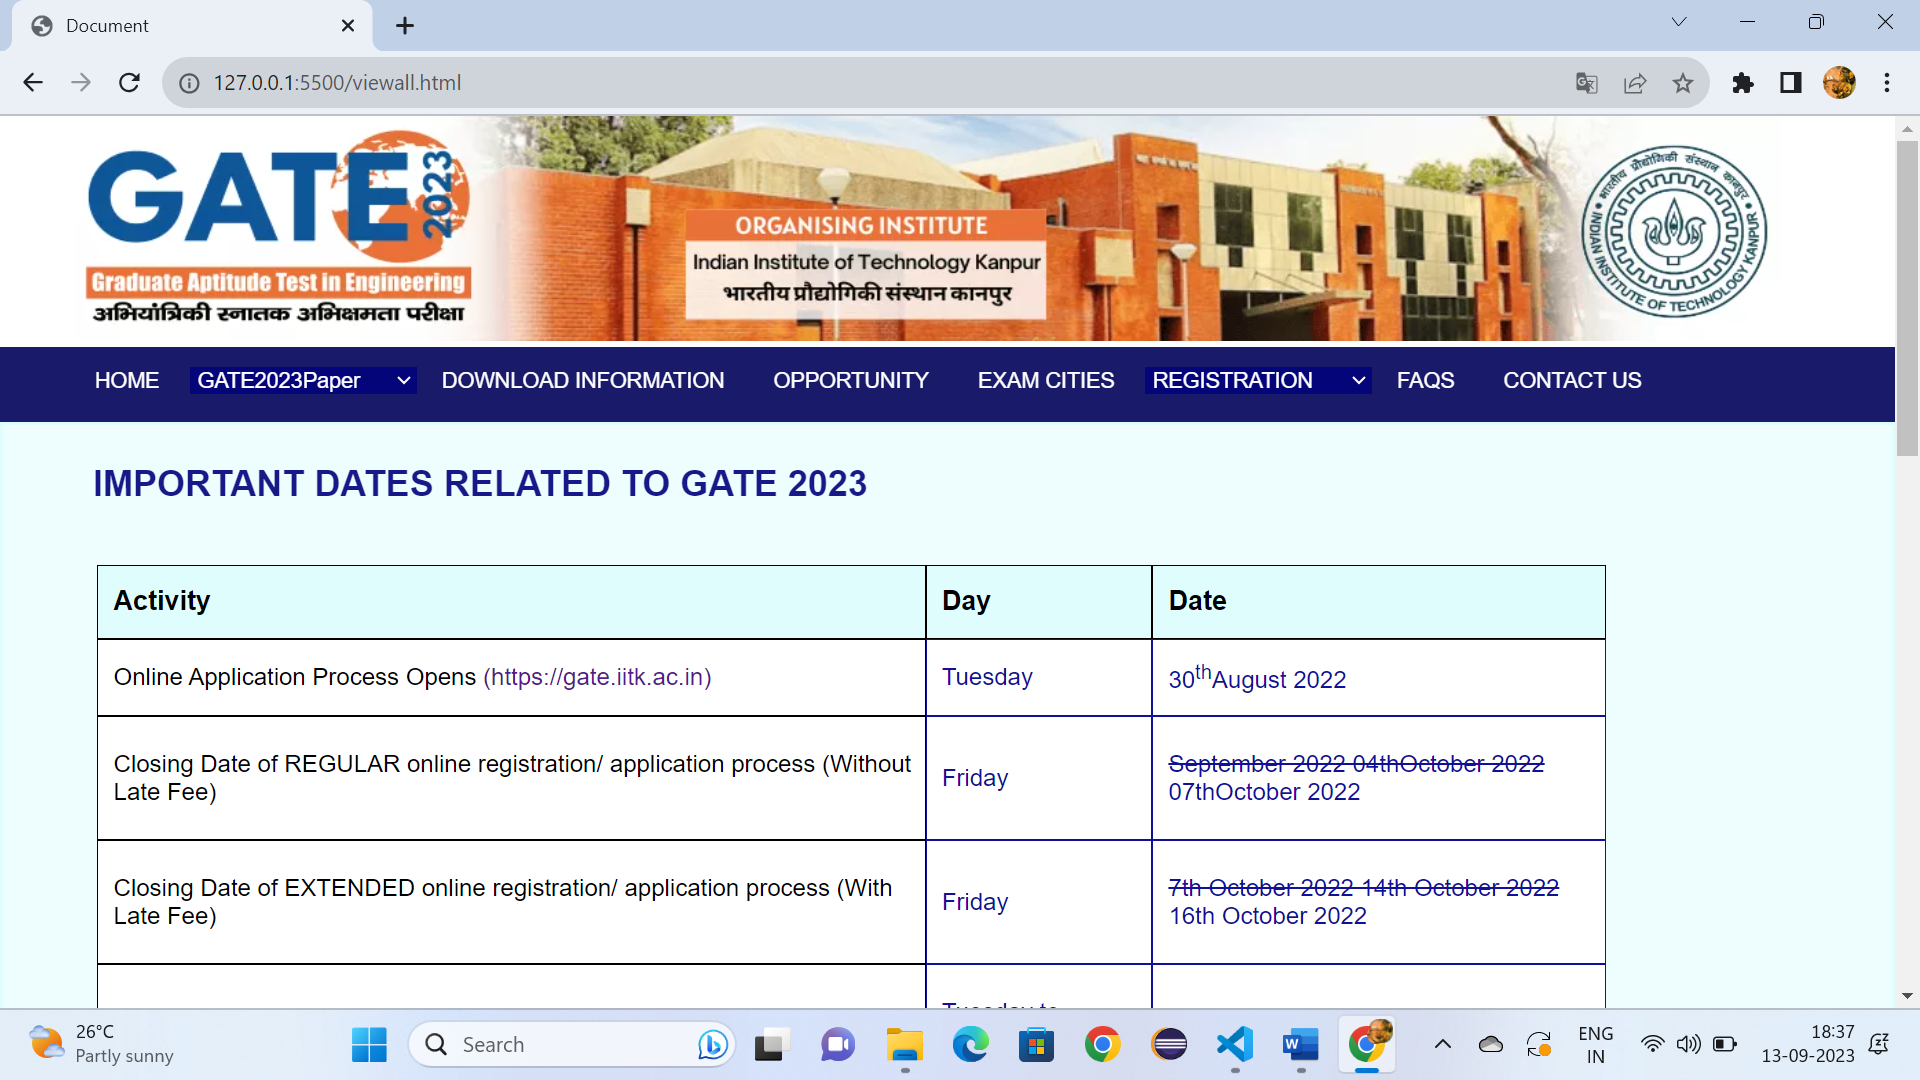 Document
127.0.0.1:5500/viewall.html
GATE 2023
Graduate Aptitude Test in Engineering
अभियांत्रिकी स्नातक अभिक्षमता परीक्षा
ORGANISING INSTITUTE
Indian Institute of Technology Kanpur
भारतीय प्रौद्योगिकी संस्थान कानपुर
भारतीय प्रौद्योगिकी संस्थान कानपुर
INDIAN INSTITUTE OF TECHNOLOGY KANPUR
HOME GATE2023Paper DOWNLOAD INFORMATION OPPORTUNITY EXAM CITIES REGISTRATION FAQS CONTACT US
IMPORTANT DATES RELATED TO GATE 2023
Activity Day Date
Online Application Process Opens (https://gate.iitk.ac.in) Tuesday 30thAugust 2022
Closing Date of REGULAR online registration/ application process (Without
Late Fee)
Friday
September 2022 04thOctober 2022
07thOctober 2022
Closing Date of EXTENDED online registration/ application process (With
Late Fee)
Friday
7th October 2022 14th October 2022
16th October 2022
Tuesday to
26°C
Partly sunny
Search
ENG
IN
18:37
13-09-2023